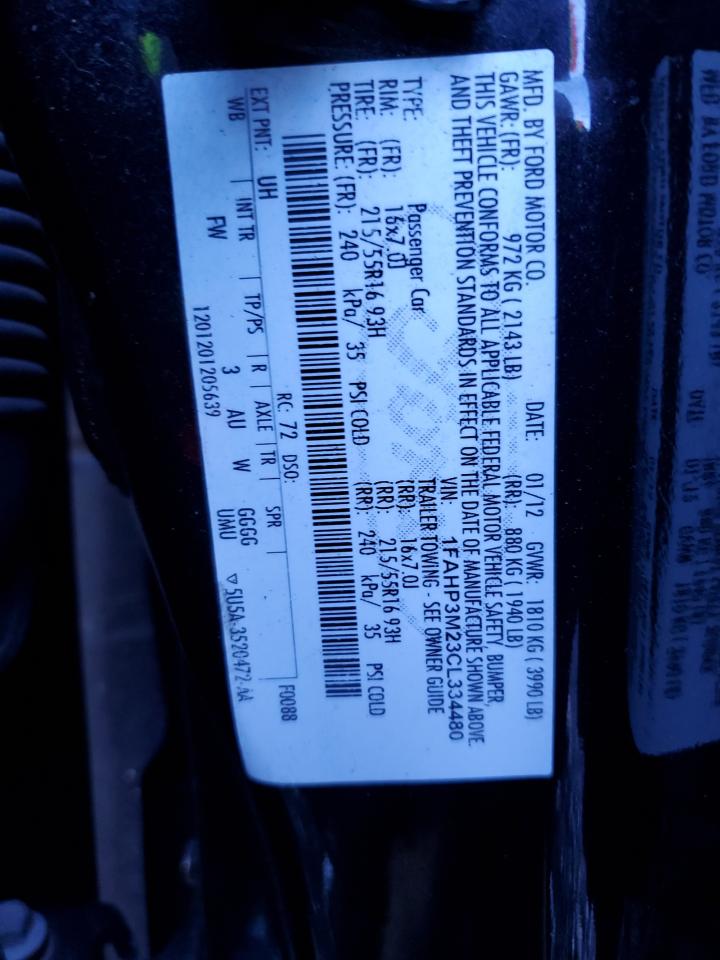 MFD. BY FORD MOTOR CO. DATE: 01/12 GVWR: 1810 KG ( 3990 LB)
GAWR: (FR): 972 KG ( 2143 LB) (RR): 880 KG ( 1940 LB)
THIS VEHICLE CONFORMS TO ALL APPLICABLE FEDERAL MOTOR VEHICLE SAFETY, BUMPER,
AND THEFT PREVENTION STANDARDS IN EFFECT ON THE DATE OF MANUFACTURE SHOWN ABOVE.
VIN: 1FAHP3M23CL334480
TYPE: Passenger Car TRAILER TOWING - SEE OWNER GUIDE
RIM: (FR): 16x7.0J (RR): 16x7.0J
TIRE: (FR): 215/55R16 93H (RR): 215/55R16 93H
PRESSURE: (FR): 240 kPa/ 35 PSI COLD (RR): 240 kPa/ 35 PSI COLD
F0088
EXT PNT: UH RC: 72 DSO:
WB INT TR TP/PS R AXLE TR SPR
FW 3 AU W GGGG ▽5U5A-3520472-AA
UMU
1201201205639